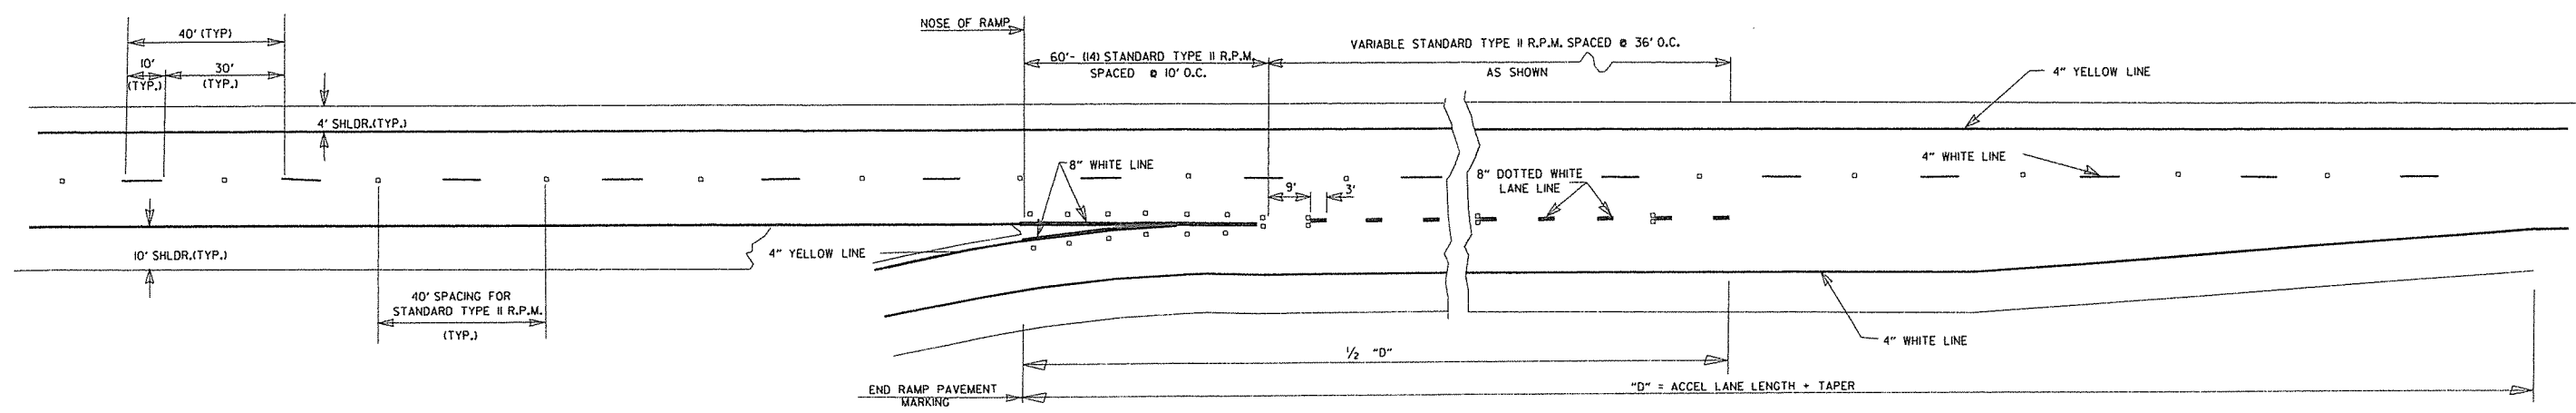 NOSE OF RAMP
40' (TYP)
VARIABLE STANDARD TYPE II R.P.M. SPACED @ 36' O.C.
AS SHOWN
60'- (14) STANDARD TYPE II R.P.M.
SPACED @ 10' O.C.
10'
(TYP.)
30'
(TYP.)
4" YELLOW LINE
4' SHLDR.(TYP.)
8" WHITE LINE
4" WHITE LINE
8" DOTTED WHITE
LANE LINE
9'
3'
10' SHLDR.(TYP.)
4" YELLOW LINE
40' SPACING FOR
STANDARD TYPE II R.P.M.
(TYP.)
4" WHITE LINE
½ "D"
END RAMP PAVEMENT
MARKING
"D" = ACCEL LANE LENGTH + TAPER